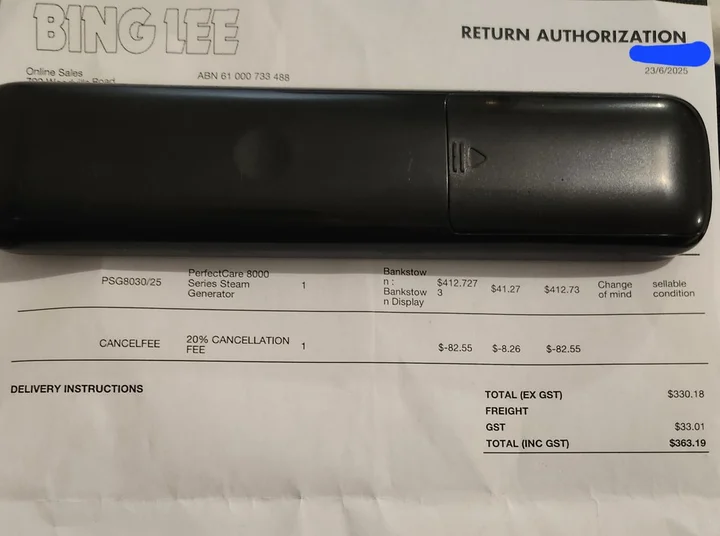 BING LEE
RETURN AUTHORIZATION
23/6/2025
Online Sales
ABN 61 000 733 488
Road
PSG8030/25 PerfectCare 8000 Series Steam Generator 1 Bankstow n : Bankstow n Display $412.727 3 $41.27 $412.73 Change of mind sellable condition
CANCELFEE 20% CANCELLATION FEE 1 $-82.55 $-8.26 $-82.55
DELIVERY INSTRUCTIONS
TOTAL (EX GST) $330.18
FREIGHT
GST $33.01
TOTAL (INC GST) $363.19